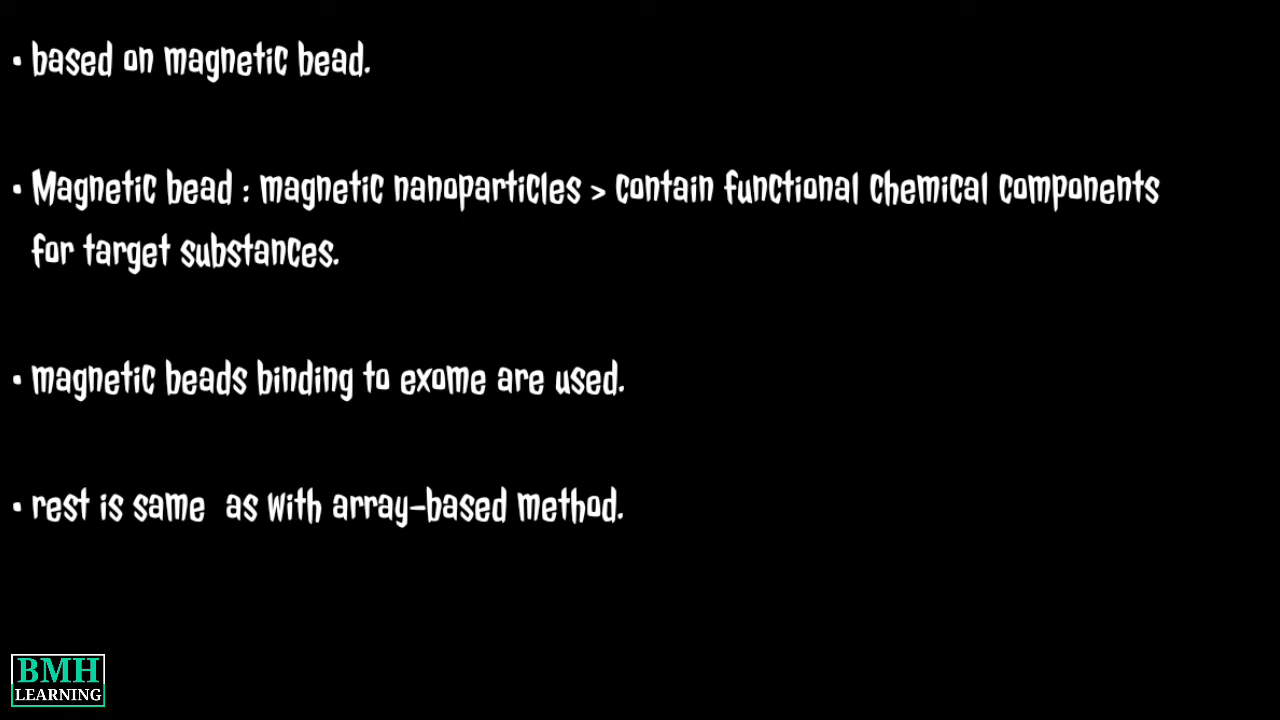 • based on magnetic bead.
• Magnetic bead : magnetic nanoparticles > contain functional chemical components
for target substances.
• magnetic beads binding to exome are used.
• rest is same  as with array-based method.
BMH
LEARNING